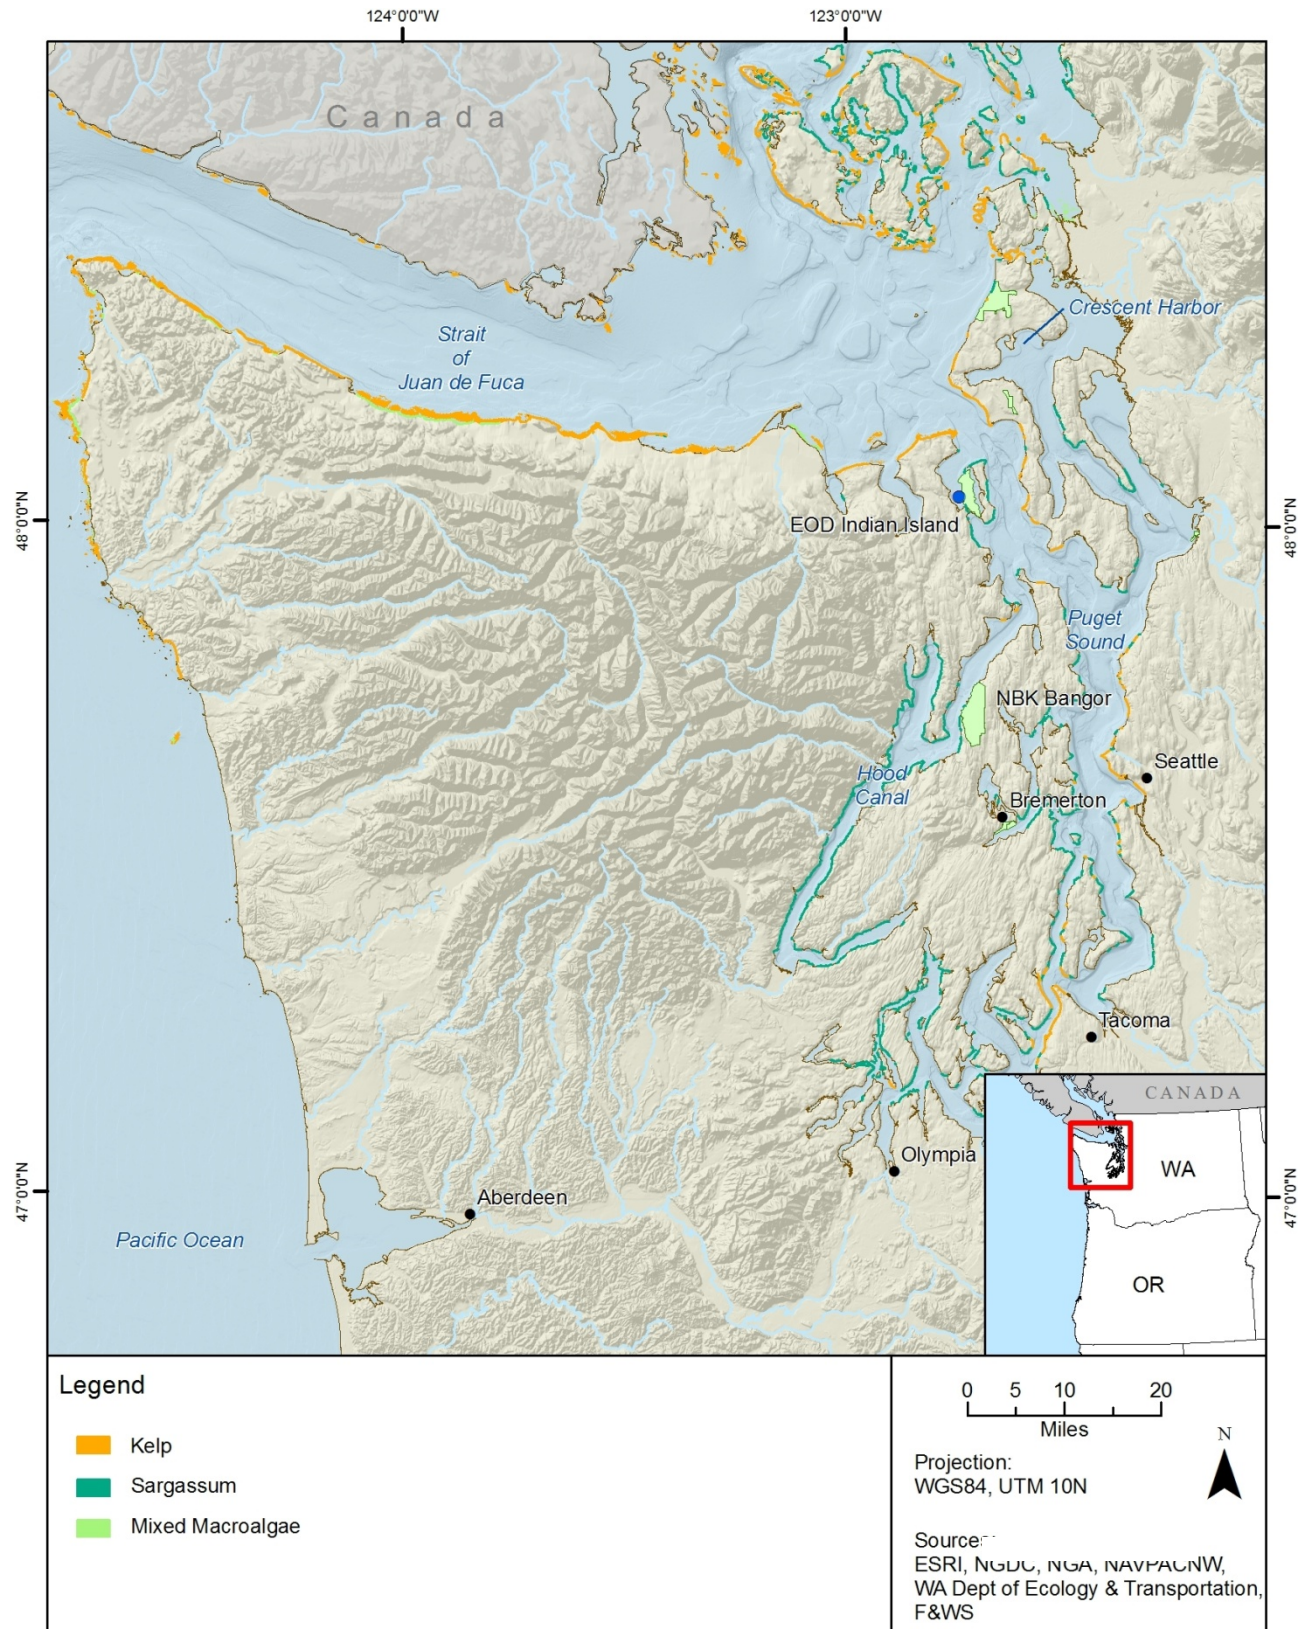 124°0'0"W
123°0'0"W
Canada
Crescent Harbor
Strait
of
Juan de Fuca
48°0'0"N
48°0'0"N
EOD Indian Island
Puget
Sound
NBK Bangor
Seattle
Hood
Canal
Bremerton
Tacoma
CANADA
Olympia
WA
47°0'0"N
47°0'0"N
Aberdeen
Pacific Ocean
OR
Legend
0 5 10 20
Miles
N
Kelp
Sargassum
Mixed Macroalgae
Projection:
WGS84, UTM 10N
ESRI, NGDC, NGA, NAVPACNW,
WA Dept of Ecology & Transportation,
F&WS